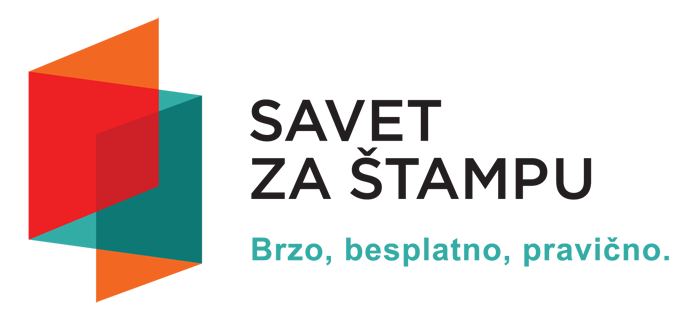 SAVET
ZA ŠTAMPU
Brzo, besplatno, pravično.